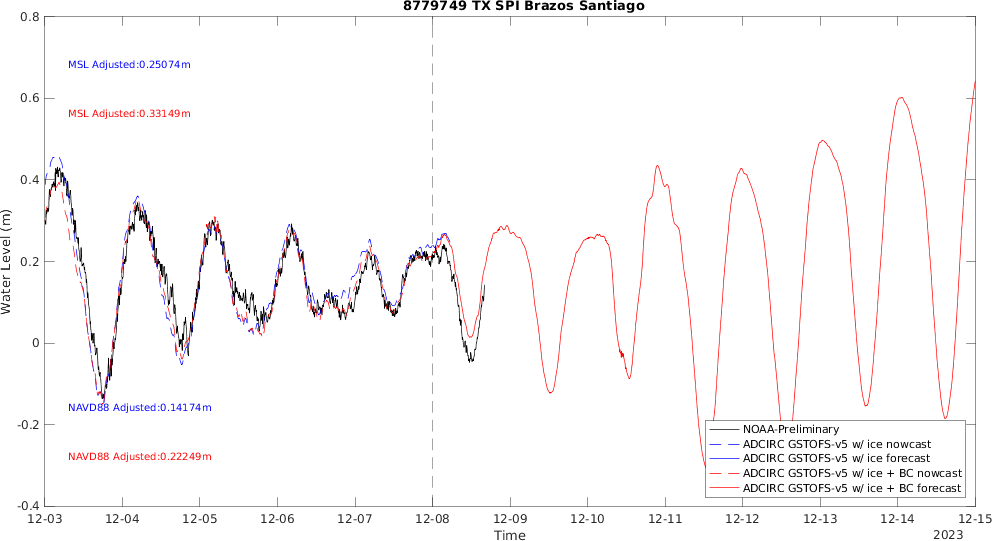 8779749 TX SPI Brazos Santiago
Water Level (m)
0.8
0.6
0.4
0.2
0
-0.2
-0.4
MSL Adjusted:0.25074m
MSL Adjusted:0.33149m
NAVD88 Adjusted:0.14174m
NAVD88 Adjusted:0.22249m
NOAA-Preliminary
ADCIRC GSTOFS-v5 w/ ice nowcast
ADCIRC GSTOFS-v5 w/ ice forecast
ADCIRC GSTOFS-v5 w/ ice + BC nowcast
ADCIRC GSTOFS-v5 w/ ice + BC forecast
12-03 12-04 12-05 12-06 12-07 12-08 12-09 12-10 12-11 12-12 12-13 12-14 12-15
Time
2023